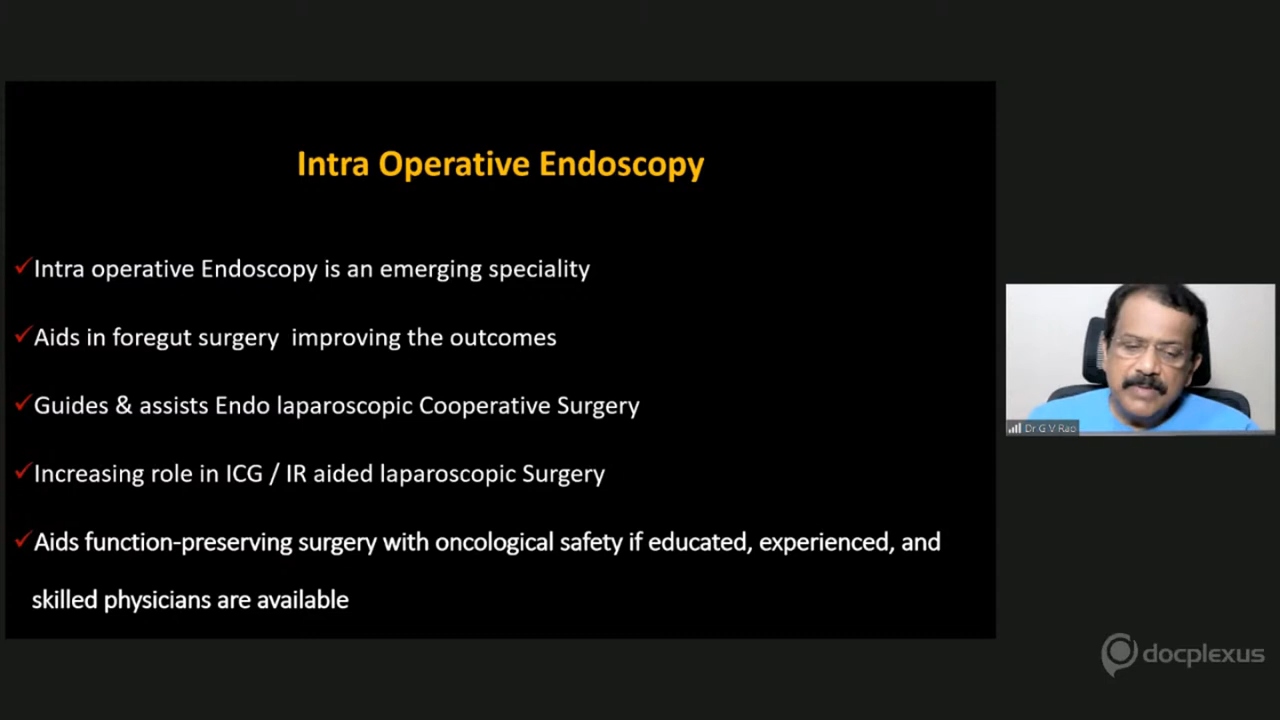 Intra Operative Endoscopy
✓Intra operative Endoscopy is an emerging speciality
✓Aids in foregut surgery improving the outcomes
✓Guides & assists Endo laparoscopic Cooperative Surgery
✓Increasing role in ICG / IR aided laparoscopic Surgery
✓Aids function-preserving surgery with oncological safety if educated, experienced, and
skilled physicians are available
Dr G V Rao
docplexus